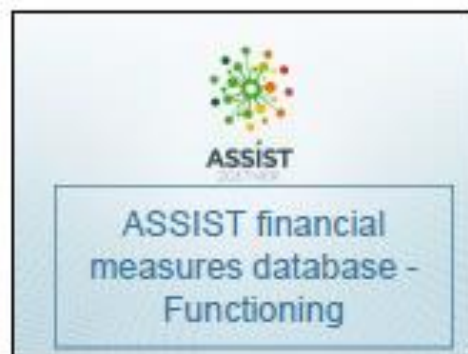 ASSIST
ASSIST financial
measures database -
Functioning